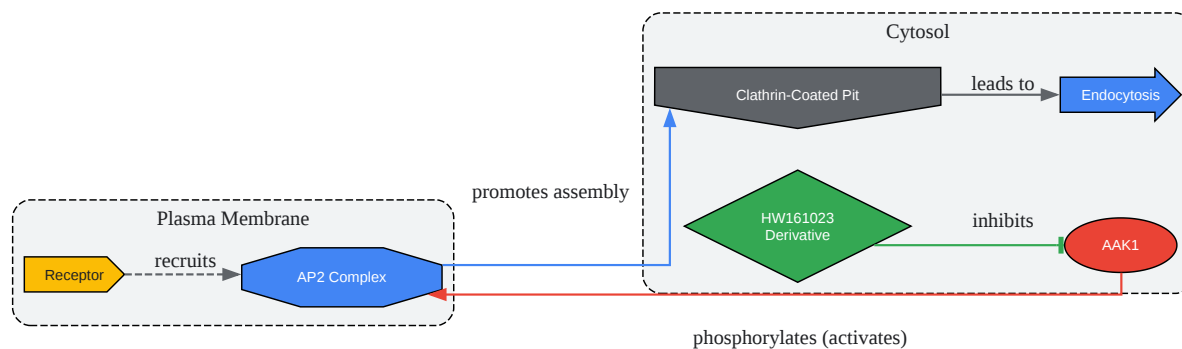 Cytosol
Clathrin-Coated Pit
leads to
Endocytosis
promotes assembly
HW161023
Derivative
inhibits
AAK1
Plasma Membrane
Receptor
recruits
AP2 Complex
phosphorylates (activates)